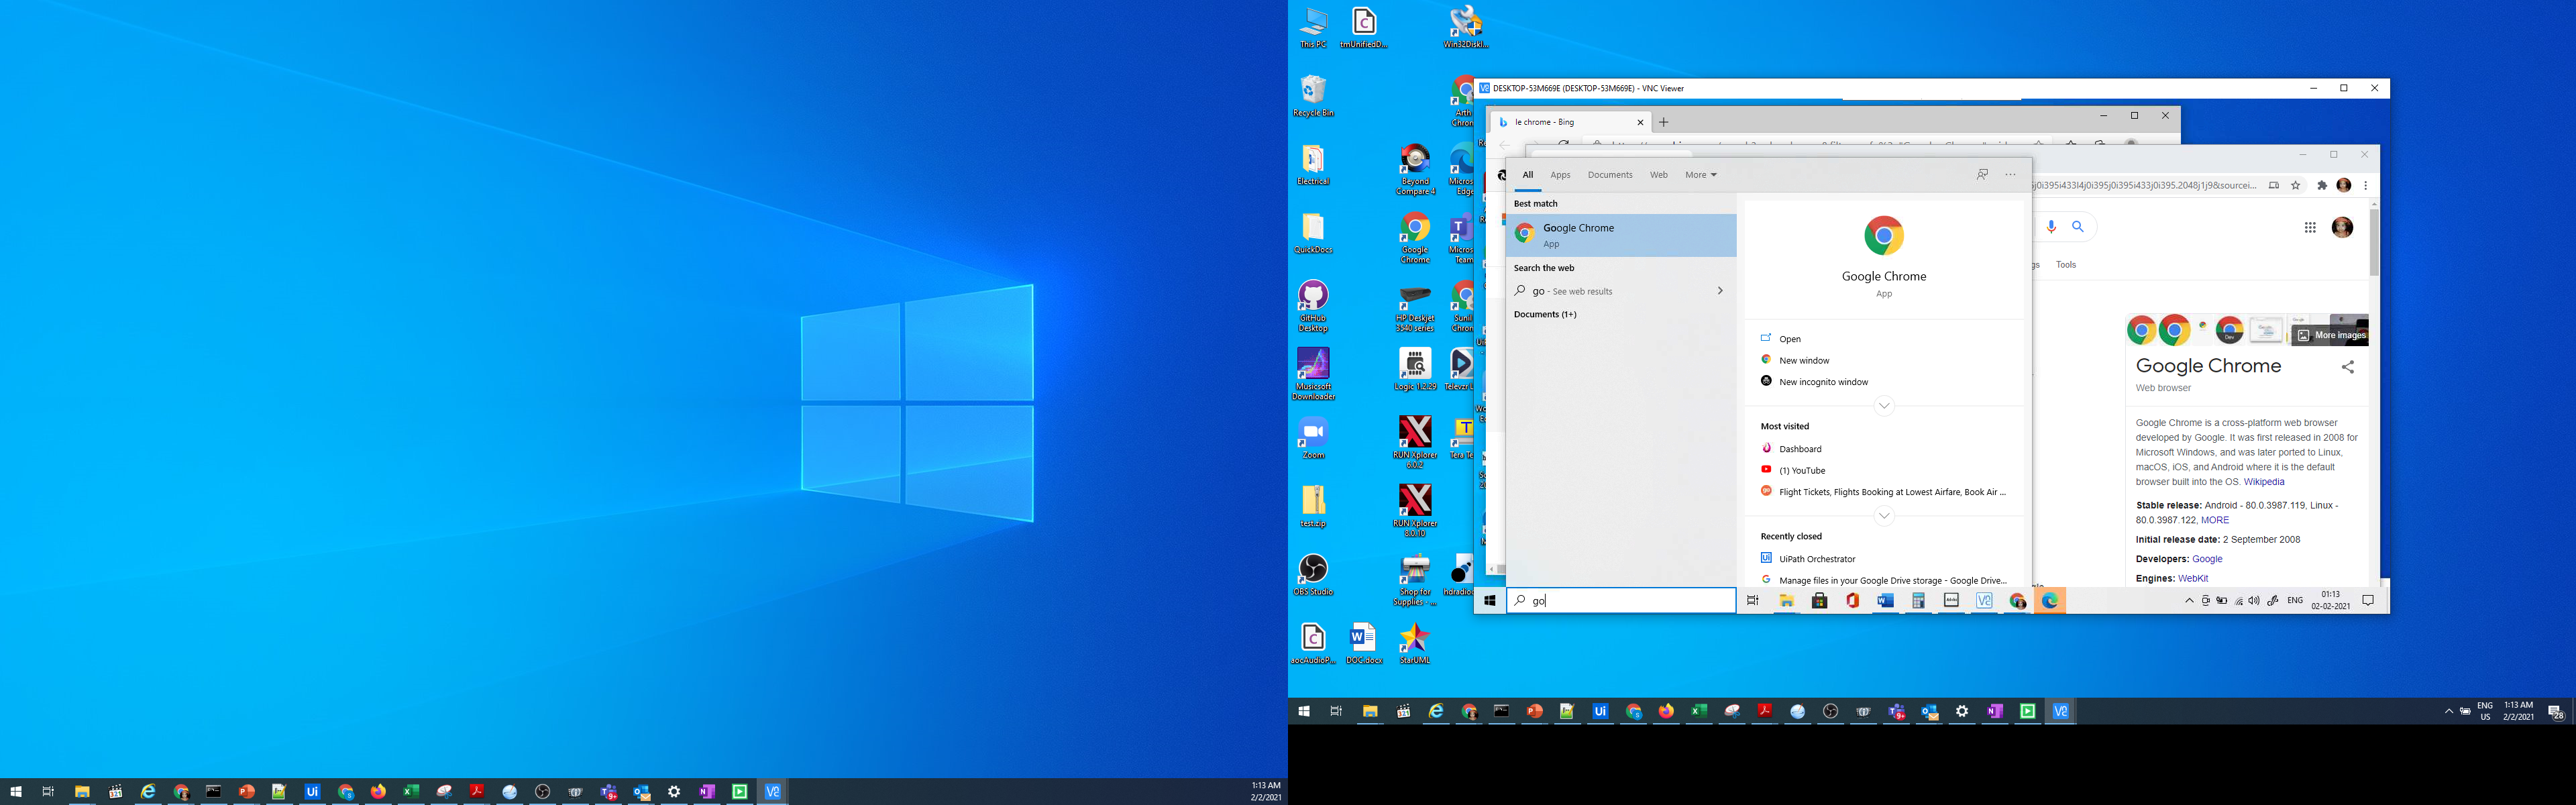 1:13 AM
2/2/2021
This PC
tmUnifiedD...
Win32DiskI...
Recycle Bin
Electrical
Beyond Compare 4
QuickDocs
Google Chrome
GitHub Desktop
HP Deskjet 3540 series
Musicsoft Downloader
Logic 1.2.29
Zoom
RUN Xplorer 6.0.2
test.zip
RUN Xplorer 8.0.10
OBS Studio
Shop for Supplies - ...
aocAudioP...
DOC.docx
StarUML
DESKTOP-53M669E (DESKTOP-53M669E) - VNC Viewer
le chrome - Bing
All Apps Documents Web More
Best match
Google Chrome
App
Search the web
go - See web results
Documents (1+)
go
Google Chrome
App
Open
New window
New incognito window
Most visited
Dashboard
(1) YouTube
Flight Tickets, Flights Booking at Lowest Airfare, Book Air ...
Recently closed
UiPath Orchestrator
Manage files in your Google Drive storage - Google Drive...
j0i395i433l4j0i395j0i395i433j0i395.2048j1j9&sourcei...
gs Tools
More images
Google Chrome
Web browser
Google Chrome is a cross-platform web browser
developed by Google. It was first released in 2008 for
Microsoft Windows, and was later ported to Linux,
macOS, iOS, and Android where it is the default
browser built into the OS. Wikipedia
Stable release: Android - 80.0.3987.119, Linux -
80.0.3987.122, MORE
Initial release date: 2 September 2008
Developers: Google
Engines: WebKit
ENG
01:13
02-02-2021
ENG
US
1:13 AM
2/2/2021
28